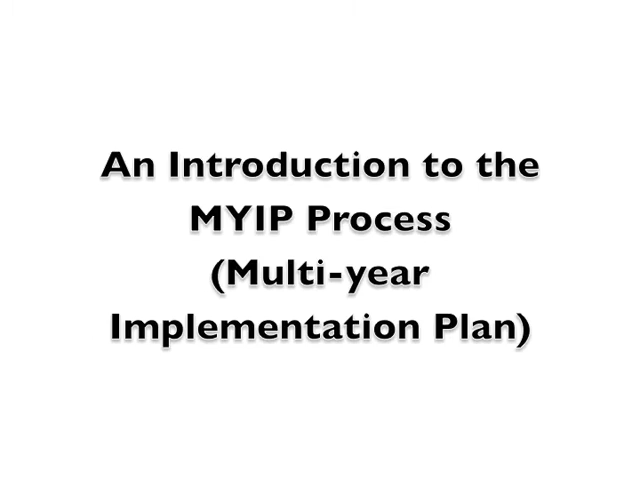 An Introduction to the
MYIP Process
(Multi-year
Implementation Plan)